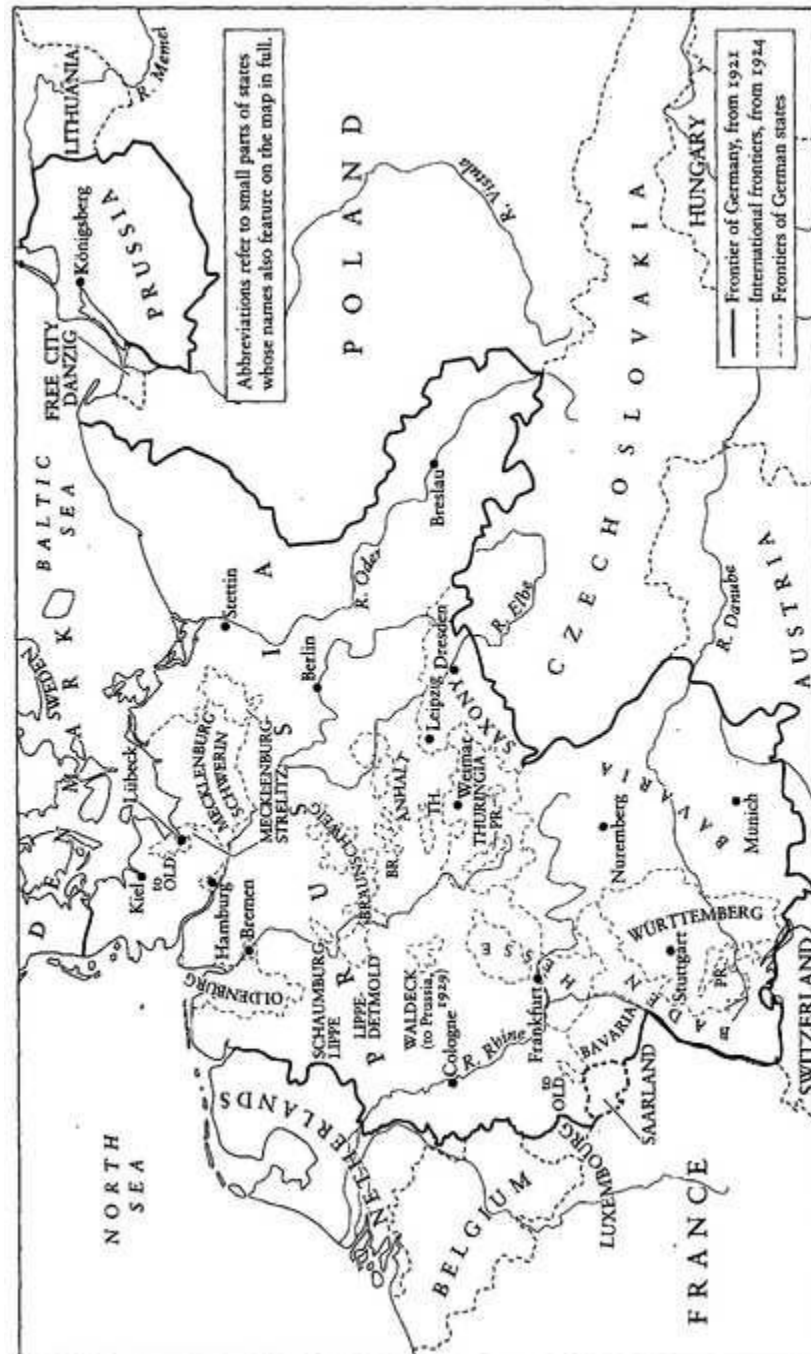 NORTH
SEA
DENMARK
SWEDEN
BALTIC
SEA
FREE CITY
DANZIG
Königsberg
LITHUANIA
R. Memel
PRUSSIA
Abbreviations refer to small parts of states
whose names also feature on the map in full.
Kiel
to
OLD.
Lübeck
Hamburg
Bremen
OLDENBURG
MECKLENBURG
SCHWERIN
MECKLENBURG-
STRELITZ
Stettin
NETHERLANDS
SCHAUMBURG
LIPPE
LIPPE-
DETMOLD
PRUSSIA
BRAUNSCHWEIG
BR.
ANHALT
Berlin
R. Oder
POLAND
R. Vistula
WALDECK
(to Prussia,
1929)
Cologne
R. Rhine
BELGIUM
TH.
Weimar
THURINGIA
PR.
Leipzig
Dresden
SAXONY
R. Elbe
Breslau
HESSE
Frankfurt
to
OLD.
BAVARIA
LUXEMBOURG
SAARLAND
FRANCE
BADEN
WÜRTTEMBERG
Stuttgart
PR.
Nuremberg
BAVARIA
Munich
CZECHOSLOVAKIA
R. Danube
AUSTRIA
HUNGARY
SWITZERLAND
Frontier of Germany, from 1921
International frontiers, from 1924
Frontiers of German states